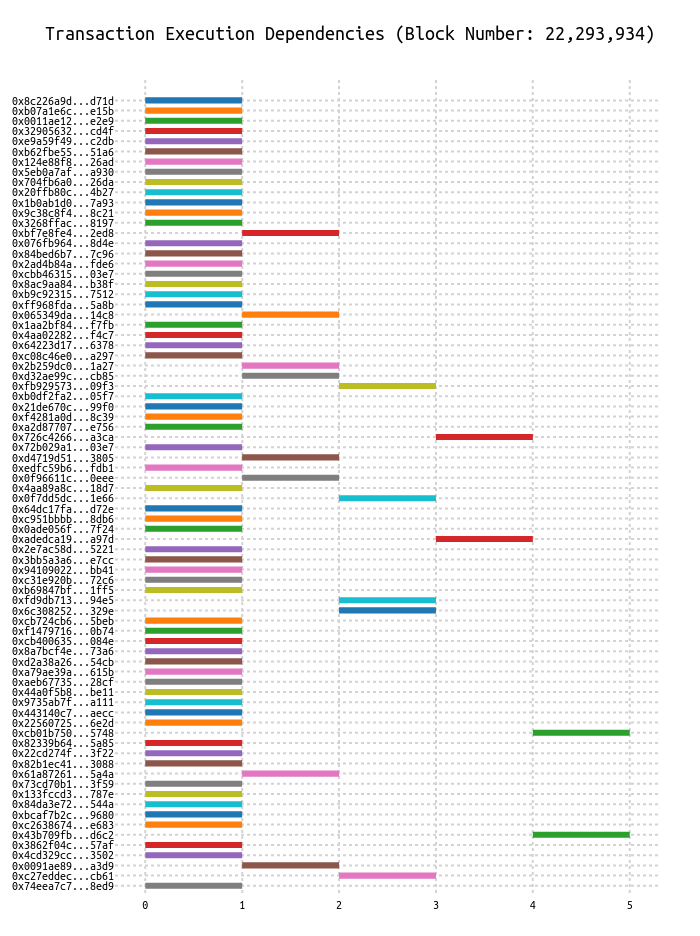 Transaction Execution Dependencies (Block Number: 22,293,934)
0x8c226a9d...d71d
0xb07a1e6c...e15b
0x0011ae12...e2e9
0x32905632...cd4f
0xe9a59f49...c2db
0xb62fbe55...51a6
0x124e88f8...26ad
0x5eb0a7af...a930
0x704fb6a0...26da
0x20ffb80c...4b27
0x1b0ab1d0...7a93
0x9c38c8f4...8c21
0x3268ffac...8197
0xbf7e8fe4...2ed8
0x076fb964...8d4e
0x84bed6b7...7c96
0x2ad4b84a...fde6
0xcbb46315...03e7
0x8ac9aa84...b38f
0xb9c92315...7512
0xff968fda...5a8b
0x065349da...14c8
0x1aa2bf84...f7fb
0x4aa02282...f4c7
0x64223d17...6378
0xc08c46e0...a297
0x2b259dc0...1a27
0xd32ae99c...cb85
0xfb929573...09f3
0xb0df2fa2...05f7
0x21de670c...99f0
0xf4281a0d...8c39
0xa2d87707...e756
0x726c4266...a3ca
0x72b029a1...03e7
0xd4719d51...3805
0xedfc59b6...fdb1
0x0f96611c...0eee
0x4aa89a8c...18d7
0x0f7dd5dc...1e66
0x64dc17fa...d72e
0xc951bbbb...8db6
0x0ade056f...7f24
0xadedca19...a97d
0x2e7ac58d...5221
0x3bb5a3a6...e7cc
0x94109022...bb41
0xc31e920b...72c6
0xb69847bf...1ff5
0xfd9db713...94e5
0x6c308252...329e
0xcb724cb6...5beb
0xf1479716...0b74
0xcb400635...084e
0x8a7bcf4e...73a6
0xd2a38a26...54cb
0xa79ae39a...615b
0xaeb67735...28cf
0x44a0f5b8...be11
0x9735ab7f...a111
0x443140c7...aecc
0x22560725...6e2d
0xcb01b750...5748
0x82339b64...5a85
0x22cd274f...3f22
0x82b1ec41...3088
0x61a87261...5a4a
0x73cd70b1...3f59
0x133fccd3...787e
0x84da3e72...544a
0xbcaf7b2c...9680
0xc2638674...e683
0x43b709fb...d6c2
0x3862f04c...57af
0x4cd329cc...3502
0x0091ae89...a3d9
0xc27eddec...cb61
0x74eea7c7...8ed9
0 1 2 3 4 5